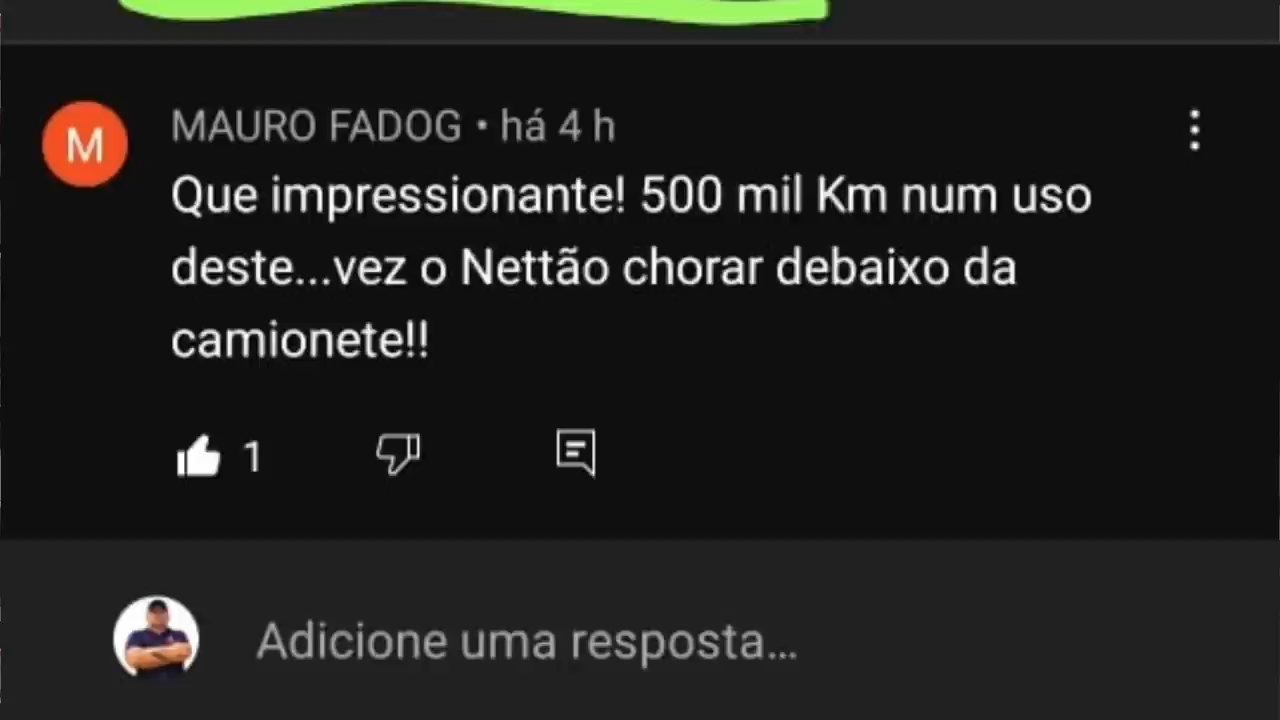 M
MAURO FADOG • há 4 h
Que impressionante! 500 mil Km num uso
deste...vez o Nettão chorar debaixo da
camionete!!
1
Adicione uma resposta...